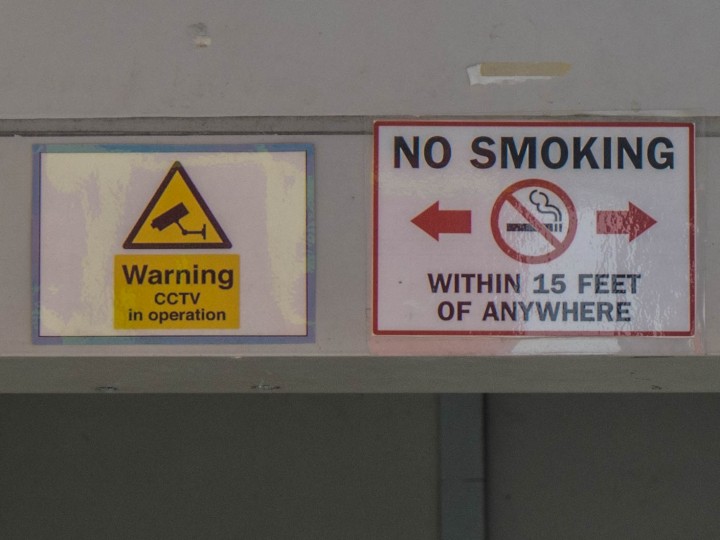 Warning
CCTV
in operation
NO SMOKING
WITHIN 15 FEET
OF ANYWHERE